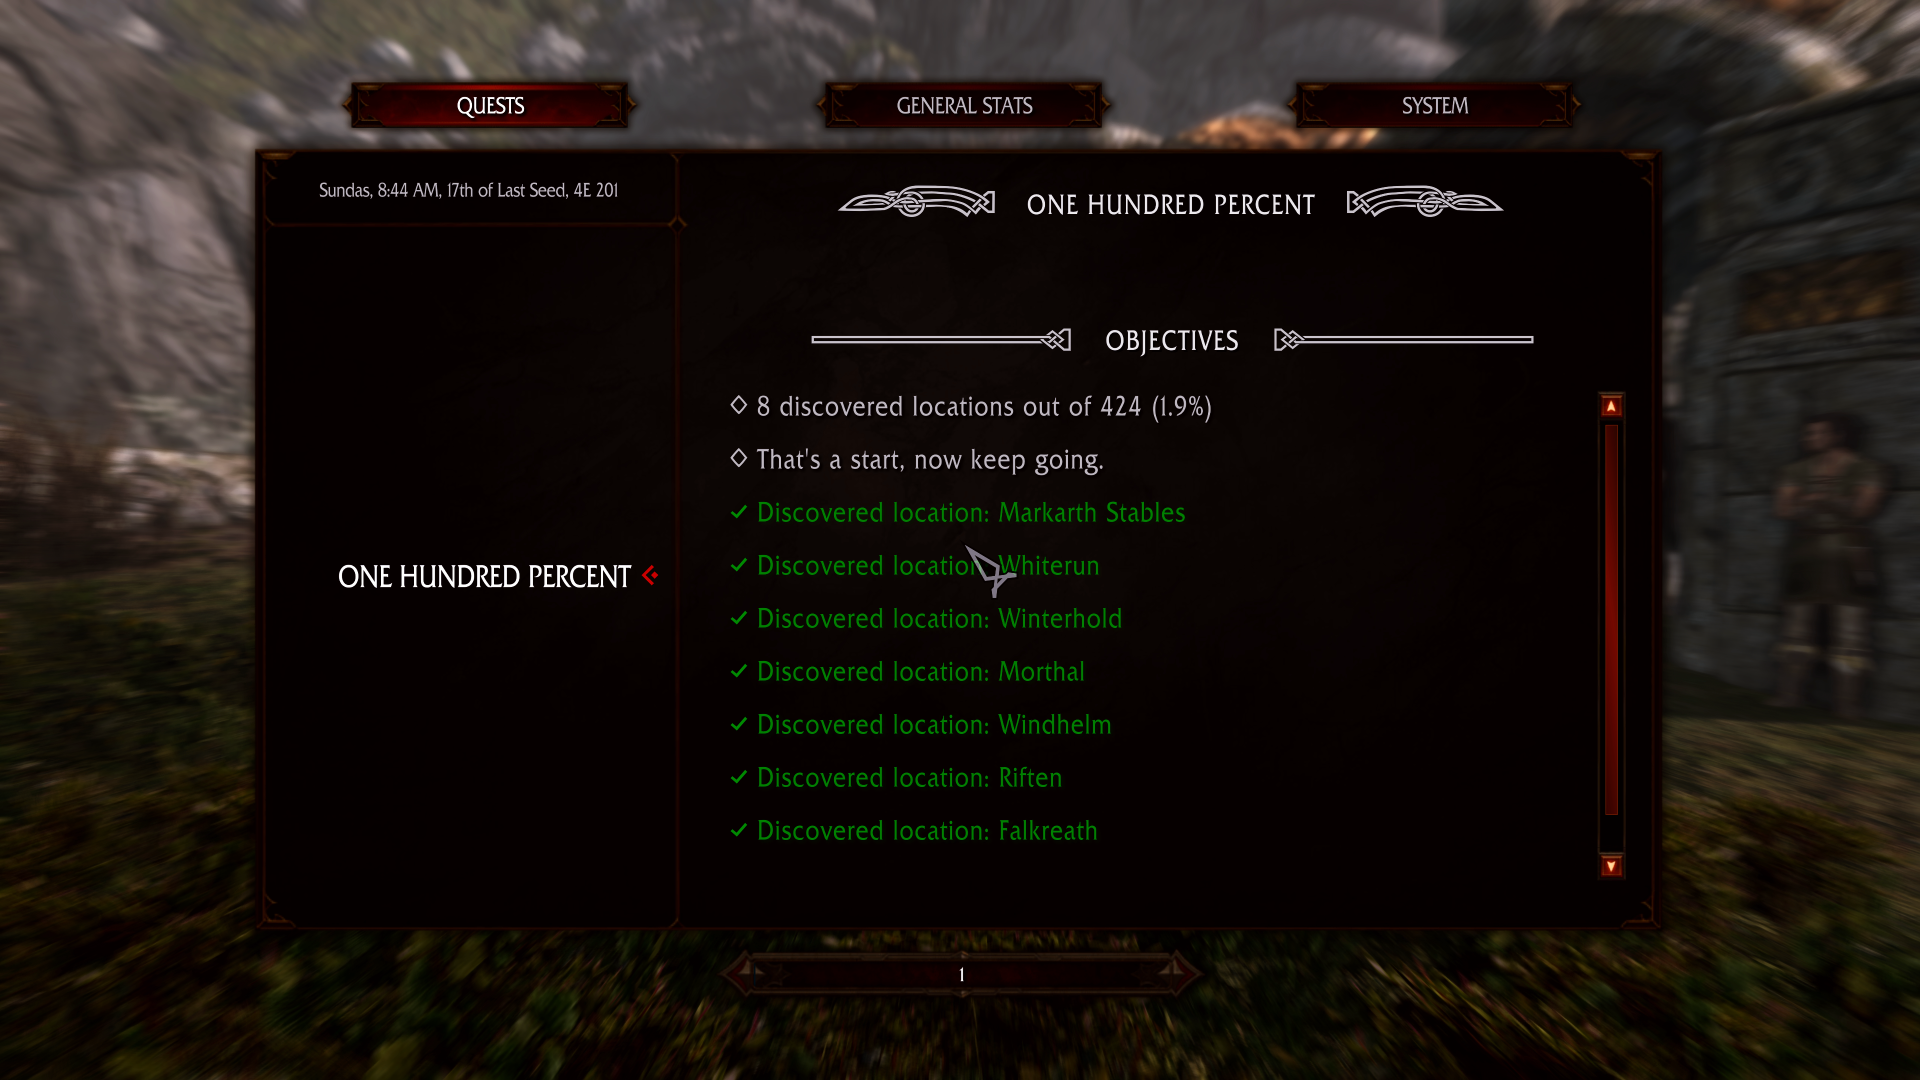 QUESTS
GENERAL STATS
SYSTEM
Sundas, 8:44 AM, 17th of Last Seed, 4E 201
ONE HUNDRED PERCENT
ONE HUNDRED PERCENT
OBJECTIVES
8 discovered locations out of 424 (1.9%)
That's a start, now keep going.
Discovered location: Markarth Stables
Discovered location: Whiterun
Discovered location: Winterhold
Discovered location: Morthal
Discovered location: Windhelm
Discovered location: Riften
Discovered location: Falkreath
1